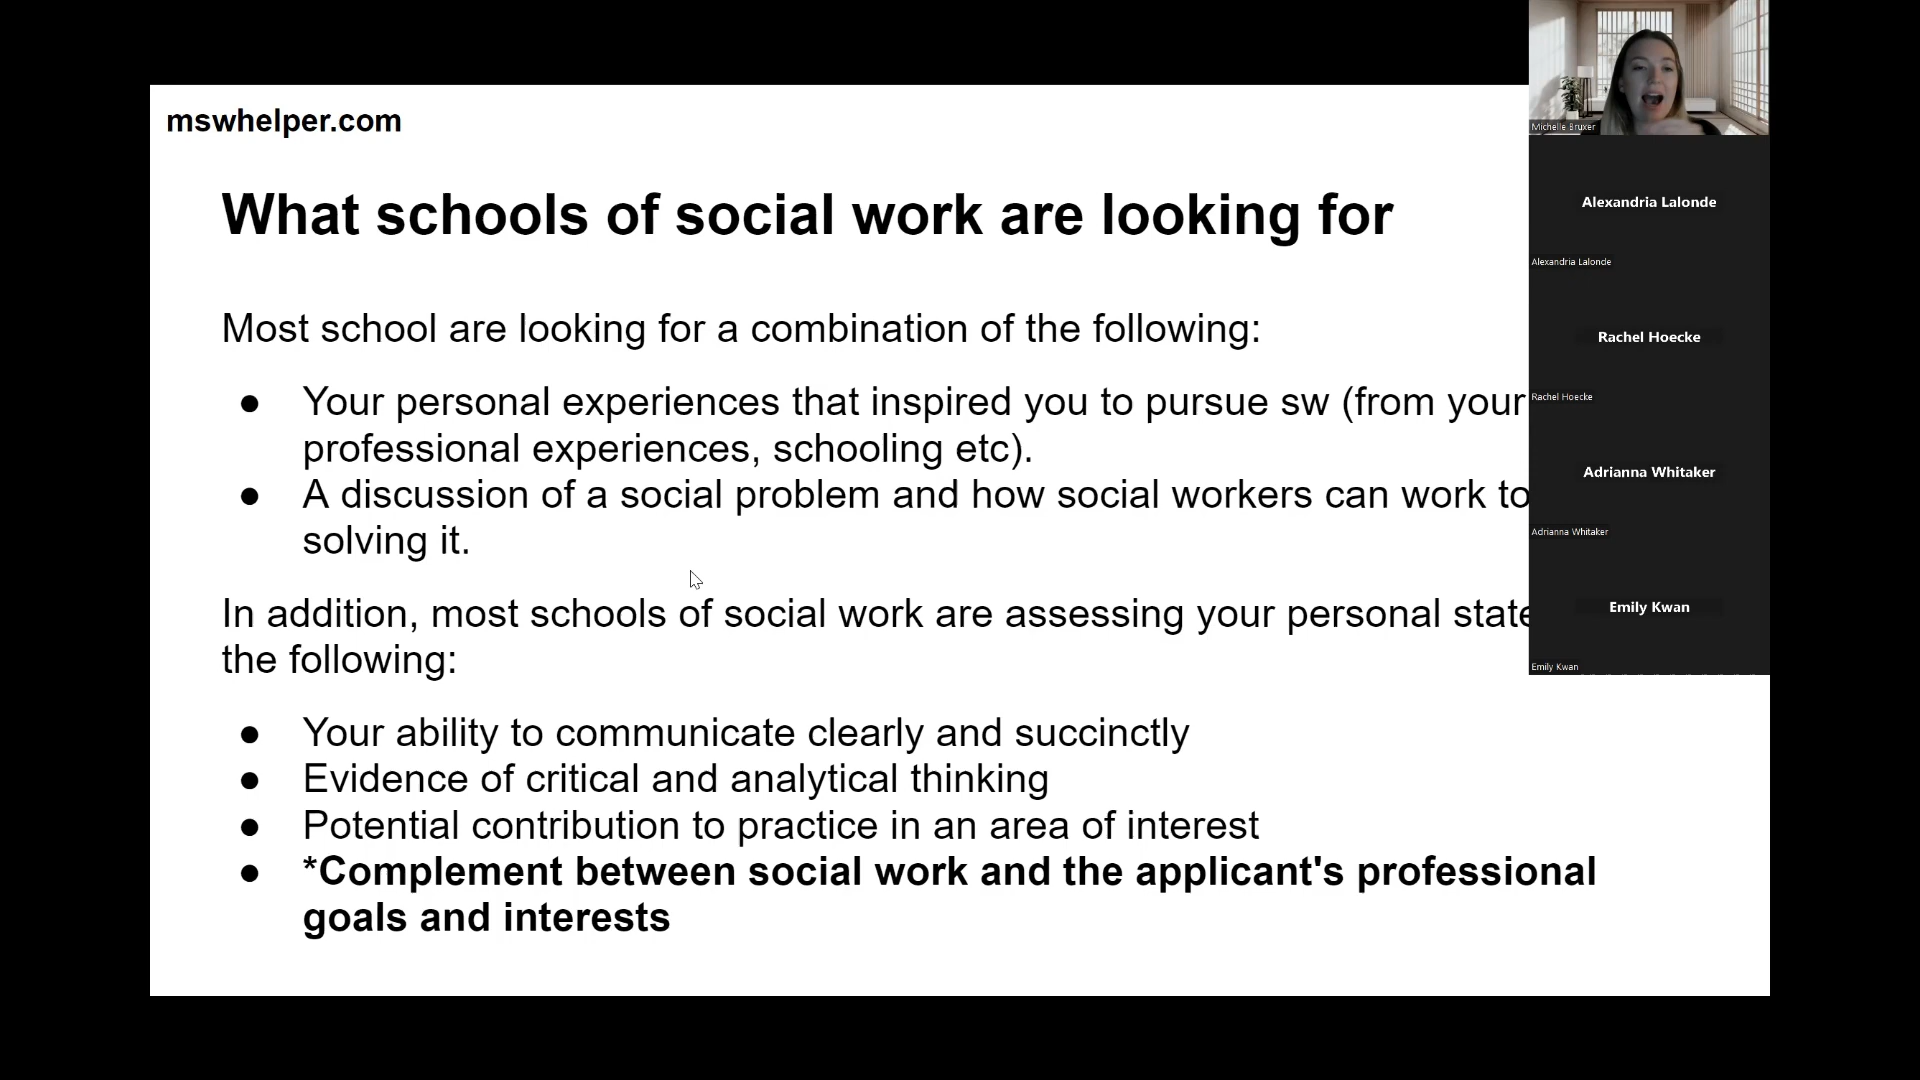 mswhelper.com
What schools of social work are looking for
Most school are looking for a combination of the following:
● Your personal experiences that inspired you to pursue sw (from your
professional experiences, schooling etc).
● A discussion of a social problem and how social workers can work to
solving it.
In addition, most schools of social work are assessing your personal
the following:
● Your ability to communicate clearly and succinctly
● Evidence of critical and analytical thinking
● Potential contribution to practice in an area of interest
● *Complement between social work and the applicant's professional
goals and interests
Michelle Bruxer
Alexandria Lalonde
Alexandria Lalonde
Rachel Hoecke
Rachel Hoecke
Adrianna Whitaker
Adrianna Whitaker
Emily Kwan
Emily Kwan